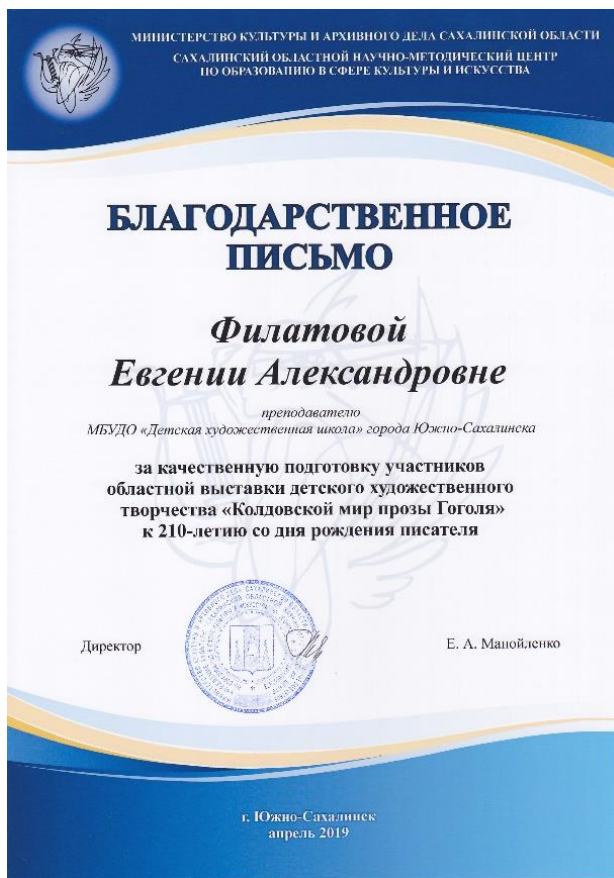 МИНИСТЕРСТВО КУЛЬТУРЫ И АРХИВНОГО ДЕЛА САХАЛИНСКОЙ ОБЛАСТИ
САХАЛИНСКИЙ ОБЛАСТНОЙ НАУЧНО-МЕТОДИЧЕСКИЙ ЦЕНТР
ПО ОБРАЗОВАНИЮ В СФЕРЕ КУЛЬТУРЫ И ИСКУССТВА
БЛАГОДАРСТВЕННОЕ
ПИСЬМО
Филатовой
Евгении Александровне
преподавателю
МБУДО «Детская художественная школа» города Южно-Сахалинска
за качественную подготовку участников
областной выставки детского художественного
творчества «Колдовской мир прозы Гоголя»
к 210-летию со дня рождения писателя
Директор
Е. А. Манойленко
г. Южно-Сахалинск
апрель 2019